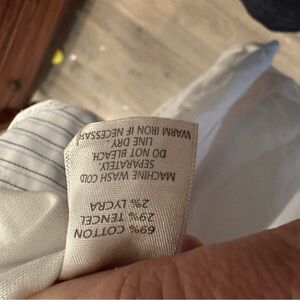 69% COTTON
29% TENCEL
2% LYCRA
MACHINE WASH COLD
SEPARATELY.
DO NOT BLEACH.
LINE DRY.
WARM IRON IF NECESSAR